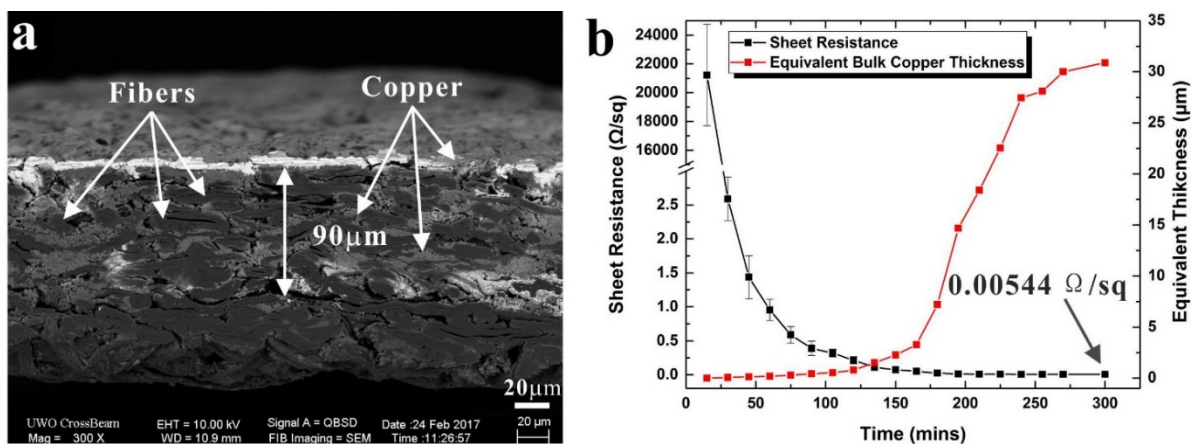 a
Fibers
Copper
90μm
20μm
UWO CrossBeam
Mag = 300 X
EHT = 10.00 kV
WD = 10.9 mm
Signal A = QBSD
FIB Imaging = SEM
Date :24 Feb 2017
Time :11:26:57
20 μm
b
Sheet Resistance
Equivalent Bulk Copper Thickness
Sheet Resistance (Ω/sq)
24000
22000
20000
18000
16000
2.5
2.0
1.5
1.0
0.5
0.0
0.00544 Ω/sq
35
30
25
20
15
10
5
0
Equivalent Thikcness (μm)
0
50
100
150
200
250
300
Time (mins)